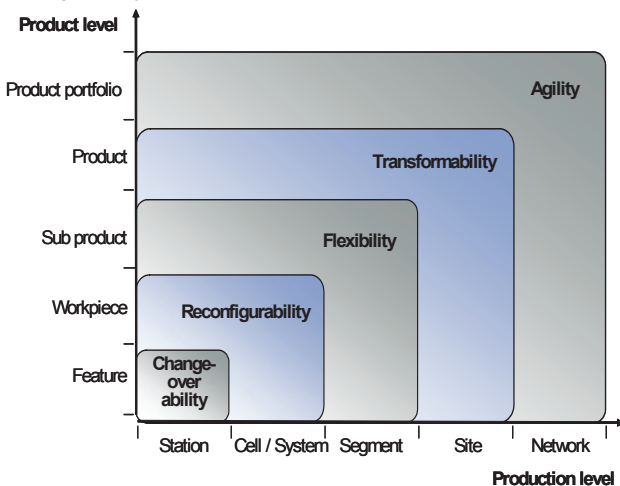 Product level
Product portfolio
Agility
Product
Transformability
Sub product
Flexibility
Workpiece
Reconfigurability
Feature
Change-
over
ability
Station
Cell / System
Segment
Site
Network
Production level